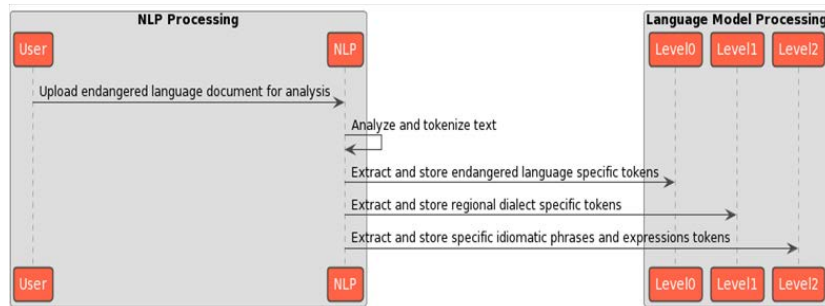 NLP Processing
Language Model Processing
User
NLP
Level0
Level1
Level2
Upload endangered language document for analysis
Analyze and tokenize text
Extract and store endangered language specific tokens
Extract and store regional dialect specific tokens
Extract and store specific idiomatic phrases and expressions tokens
User
NLP
Level0
Level1
Level2